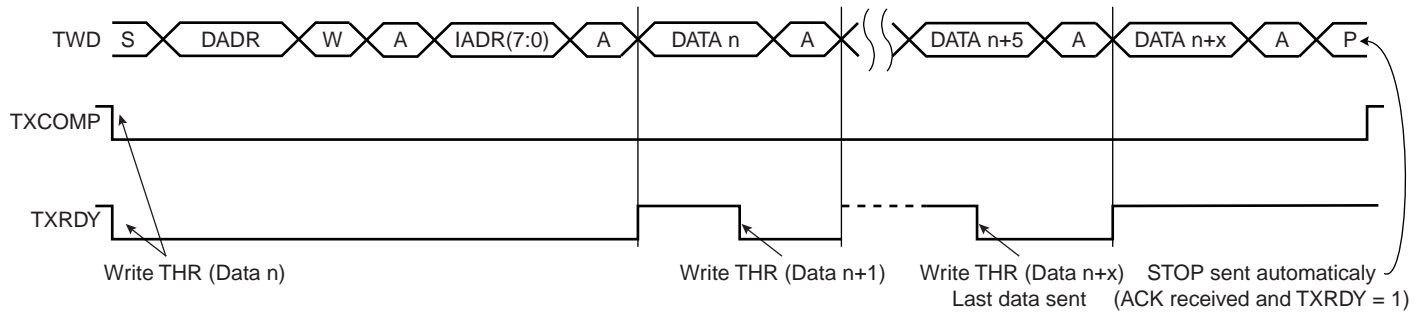 TWD S DADR W A IADR(7:0) A DATA n A DATA n+5 A DATA n+x A P
TXCOMP
TXRDY
Write THR (Data n) Write THR (Data n+1) Write THR (Data n+x) STOP sent automaticaly
Last data sent (ACK received and TXRDY = 1)